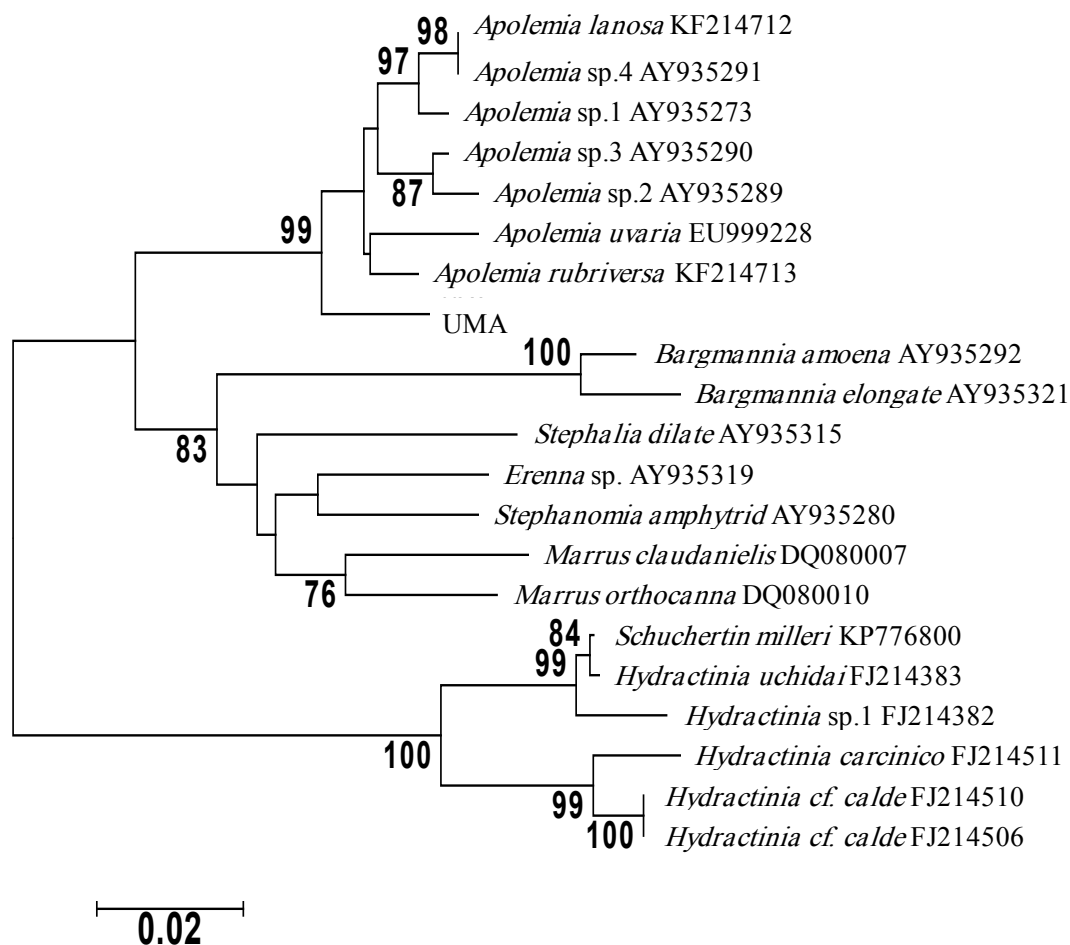 98
Apolemia lanosa KF214712
97
Apolemia sp.4 AY935291
Apolemia sp.1 AY935273
Apolemia sp.3 AY935290
87
Apolemia sp.2 AY935289
99
Apolemia uvaria EU999228
Apolemia rubriversa KF214713
UMA
100
Bargmannia amoena AY935292
Bargmannia elongate AY935321
83
Stephalia dilate AY935315
Erenna sp. AY935319
Stephanomia amphytrid AY935280
Marrus claudanielis DQ080007
76
Marrus orthocanna DQ080010
84
Schuchertin milleri KP776800
99
Hydractinia uchidai FJ214383
Hydractinia sp.1 FJ214382
100
Hydractinia carcinico FJ214511
99
Hydractinia cf. calde FJ214510
100
Hydractinia cf. calde FJ214506
0.02